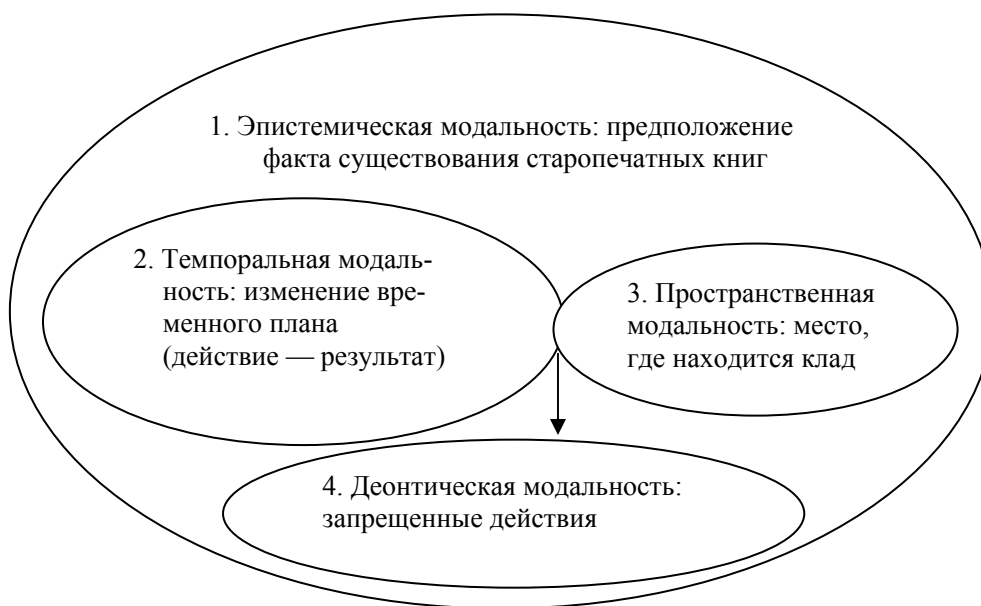 1. Эпистемическая модальность: предположение
факта существования старопечатных книг
2. Темпоральная модаль-
ность: изменение вре-
менного плана
(действие — результат)
3. Пространственная
модальность: место,
где находится клад
4. Деонтическая модальность:
запрещенные действия